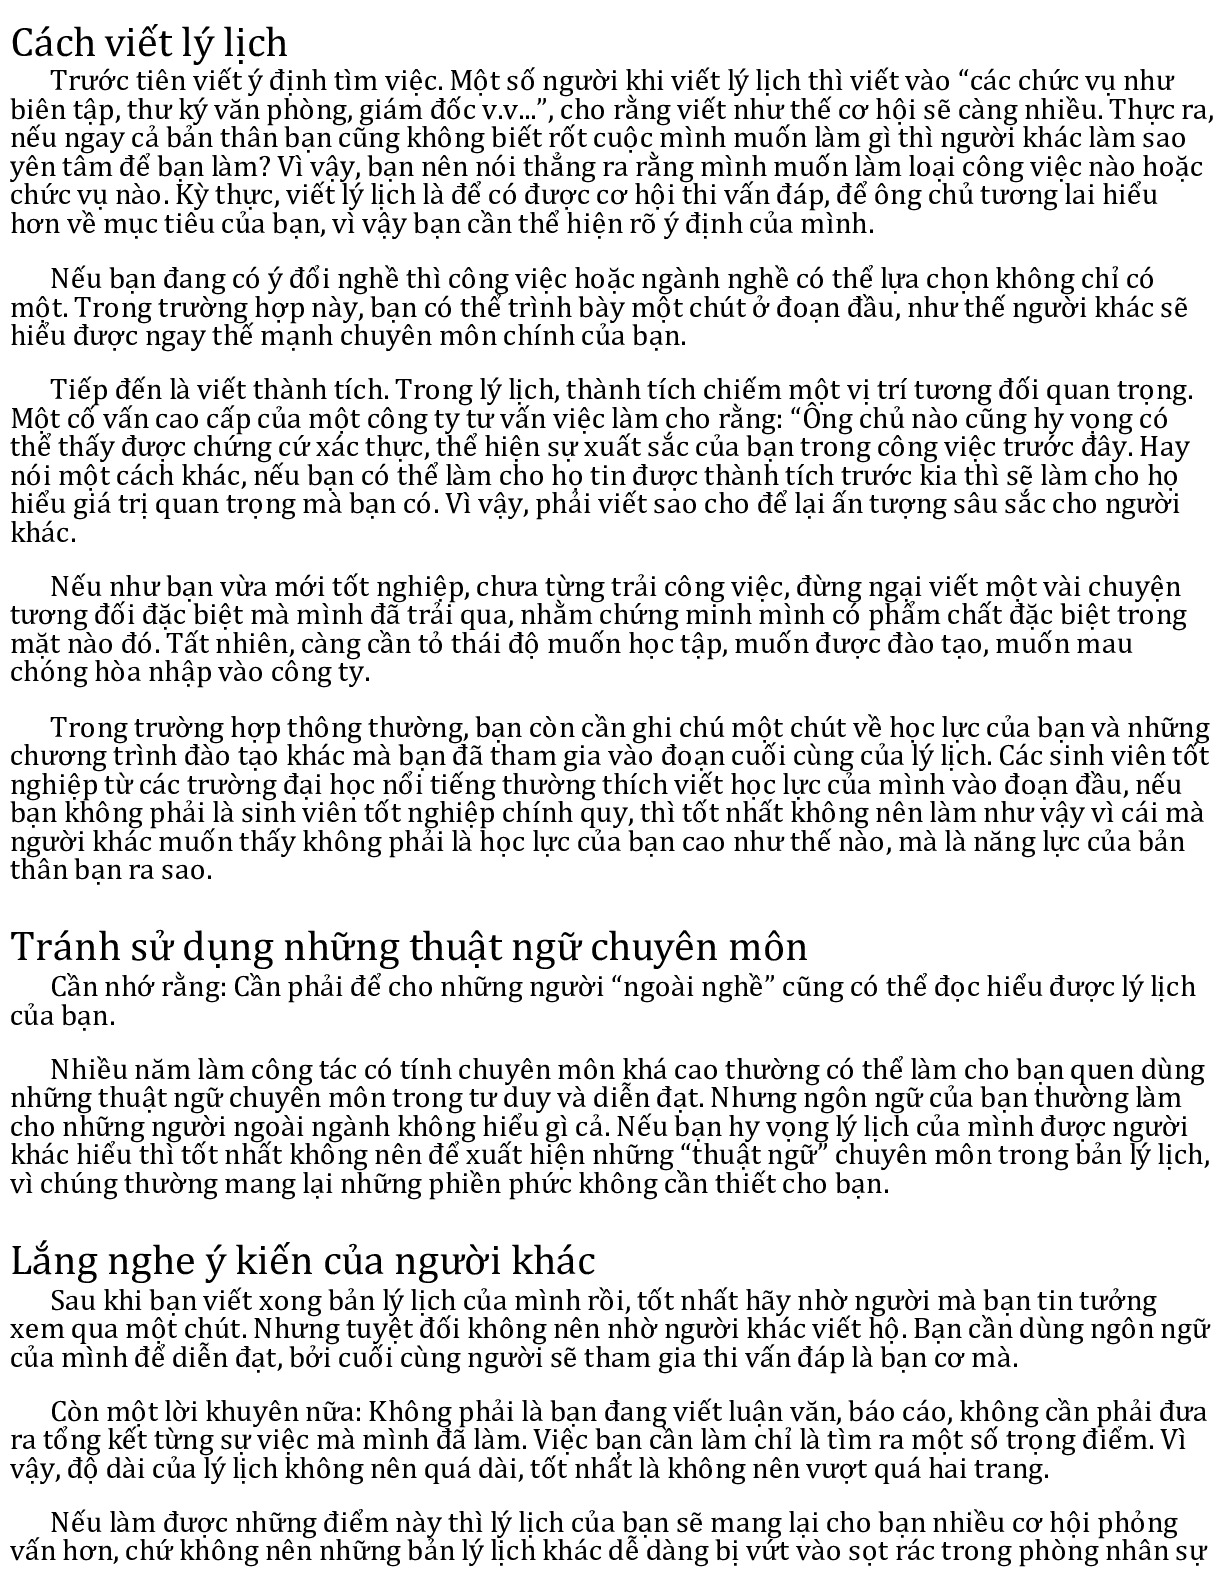 Cách viết lý lịch
Trước tiên viết ý định tìm việc. Một số người khi viết lý lịch thì viết vào “các chức vụ như
biên tập, thư ký văn phòng, giám đốc v.v...”, cho rằng viết như thế cơ hội sẽ càng nhiều. Thực ra,
nếu ngay cả bản thân bạn cũng không biết rốt cuộc mình muốn làm gì thì người khác làm sao
yên tâm để bạn làm? Vì vậy, bạn nên nói thẳng ra rằng mình muốn làm loại công việc nào hoặc
chức vụ nào. Kỳ thực, viết lý lịch là để có được cơ hội thi vấn đáp, để ông chủ tương lai hiểu
hơn về mục tiêu của bạn, vì vậy bạn cần thể hiện rõ ý định của mình.
Nếu bạn đang có ý đổi nghề thì công việc hoặc ngành nghề có thể lựa chọn không chỉ có
một. Trong trường hợp này, bạn có thể trình bày một chút ở đoạn đầu, như thế người khác sẽ
hiểu được ngay thế mạnh chuyên môn chính của bạn.
Tiếp đến là viết thành tích. Trong lý lịch, thành tích chiếm một vị trí tương đối quan trọng.
Một cố vấn cao cấp của một công ty tư vấn việc làm cho rằng: “Ông chủ nào cũng hy vọng có
thể thấy được chứng cứ xác thực, thể hiện sự xuất sắc của bạn trong công việc trước đây. Hay
nói một cách khác, nếu bạn có thể làm cho họ tin được thành tích trước kia thì sẽ làm cho họ
hiểu giá trị quan trọng mà bạn có. Vì vậy, phải viết sao cho để lại ấn tượng sâu sắc cho người
khác.
Nếu như bạn vừa mới tốt nghiệp, chưa từng trải công việc, đừng ngại viết một vài chuyện
tương đối đặc biệt mà mình đã trải qua, nhằm chứng minh mình có phẩm chất đặc biệt trong
mặt nào đó. Tất nhiên, càng cần tỏ thái độ muốn học tập, muốn được đào tạo, muốn mau
chóng hòa nhập vào công ty.
Trong trường hợp thông thường, bạn còn cần ghi chú một chút về học lực của bạn và những
chương trình đào tạo khác mà bạn đã tham gia vào đoạn cuối cùng của lý lịch. Các sinh viên tốt
nghiệp từ các trường đại học nổi tiếng thường thích viết học lực của mình vào đoạn đầu, nếu
bạn không phải là sinh viên tốt nghiệp chính quy, thì tốt nhất không nên làm như vậy vì cái mà
người khác muốn thấy không phải là học lực của bạn cao như thế nào, mà là năng lực của bản
thân bạn ra sao.
Tránh sử dụng những thuật ngữ chuyên môn
Cần nhớ rằng: Cần phải để cho những người “ngoài nghề” cũng có thể đọc hiểu được lý lịch
của bạn.
Nhiều năm làm công tác có tính chuyên môn khá cao thường có thể làm cho bạn quen dùng
những thuật ngữ chuyên môn trong tư duy và diễn đạt. Nhưng ngôn ngữ của bạn thường làm
cho những người ngoài ngành không hiểu gì cả. Nếu bạn hy vọng lý lịch của mình được người
khác hiểu thì tốt nhất không nên để xuất hiện những “thuật ngữ” chuyên môn trong bản lý lịch,
vì chúng thường mang lại những phiền phức không cần thiết cho bạn.
Lắng nghe ý kiến của người khác
Sau khi bạn viết xong bản lý lịch của mình rồi, tốt nhất hãy nhờ người mà bạn tin tưởng
xem qua một chút. Nhưng tuyệt đối không nên nhờ người khác viết hộ. Bạn cần dùng ngôn ngữ
của mình để diễn đạt, bởi cuối cùng người sẽ tham gia thi vấn đáp là bạn cơ mà.
Còn một lời khuyên nữa: Không phải là bạn đang viết luận văn, báo cáo, không cần phải đưa
ra tổng kết từng sự việc mà mình đã làm. Việc bạn cần làm chỉ là tìm ra một số trọng điểm. Vì
vậy, độ dài của lý lịch không nên quá dài, tốt nhất là không nên vượt quá hai trang.
Nếu làm được những điểm này thì lý lịch của bạn sẽ mang lại cho bạn nhiều cơ hội phỏng
vấn hơn, chứ không nên những bản lý lịch khác dễ dàng bị vứt vào sọt rác trong phòng nhân sự